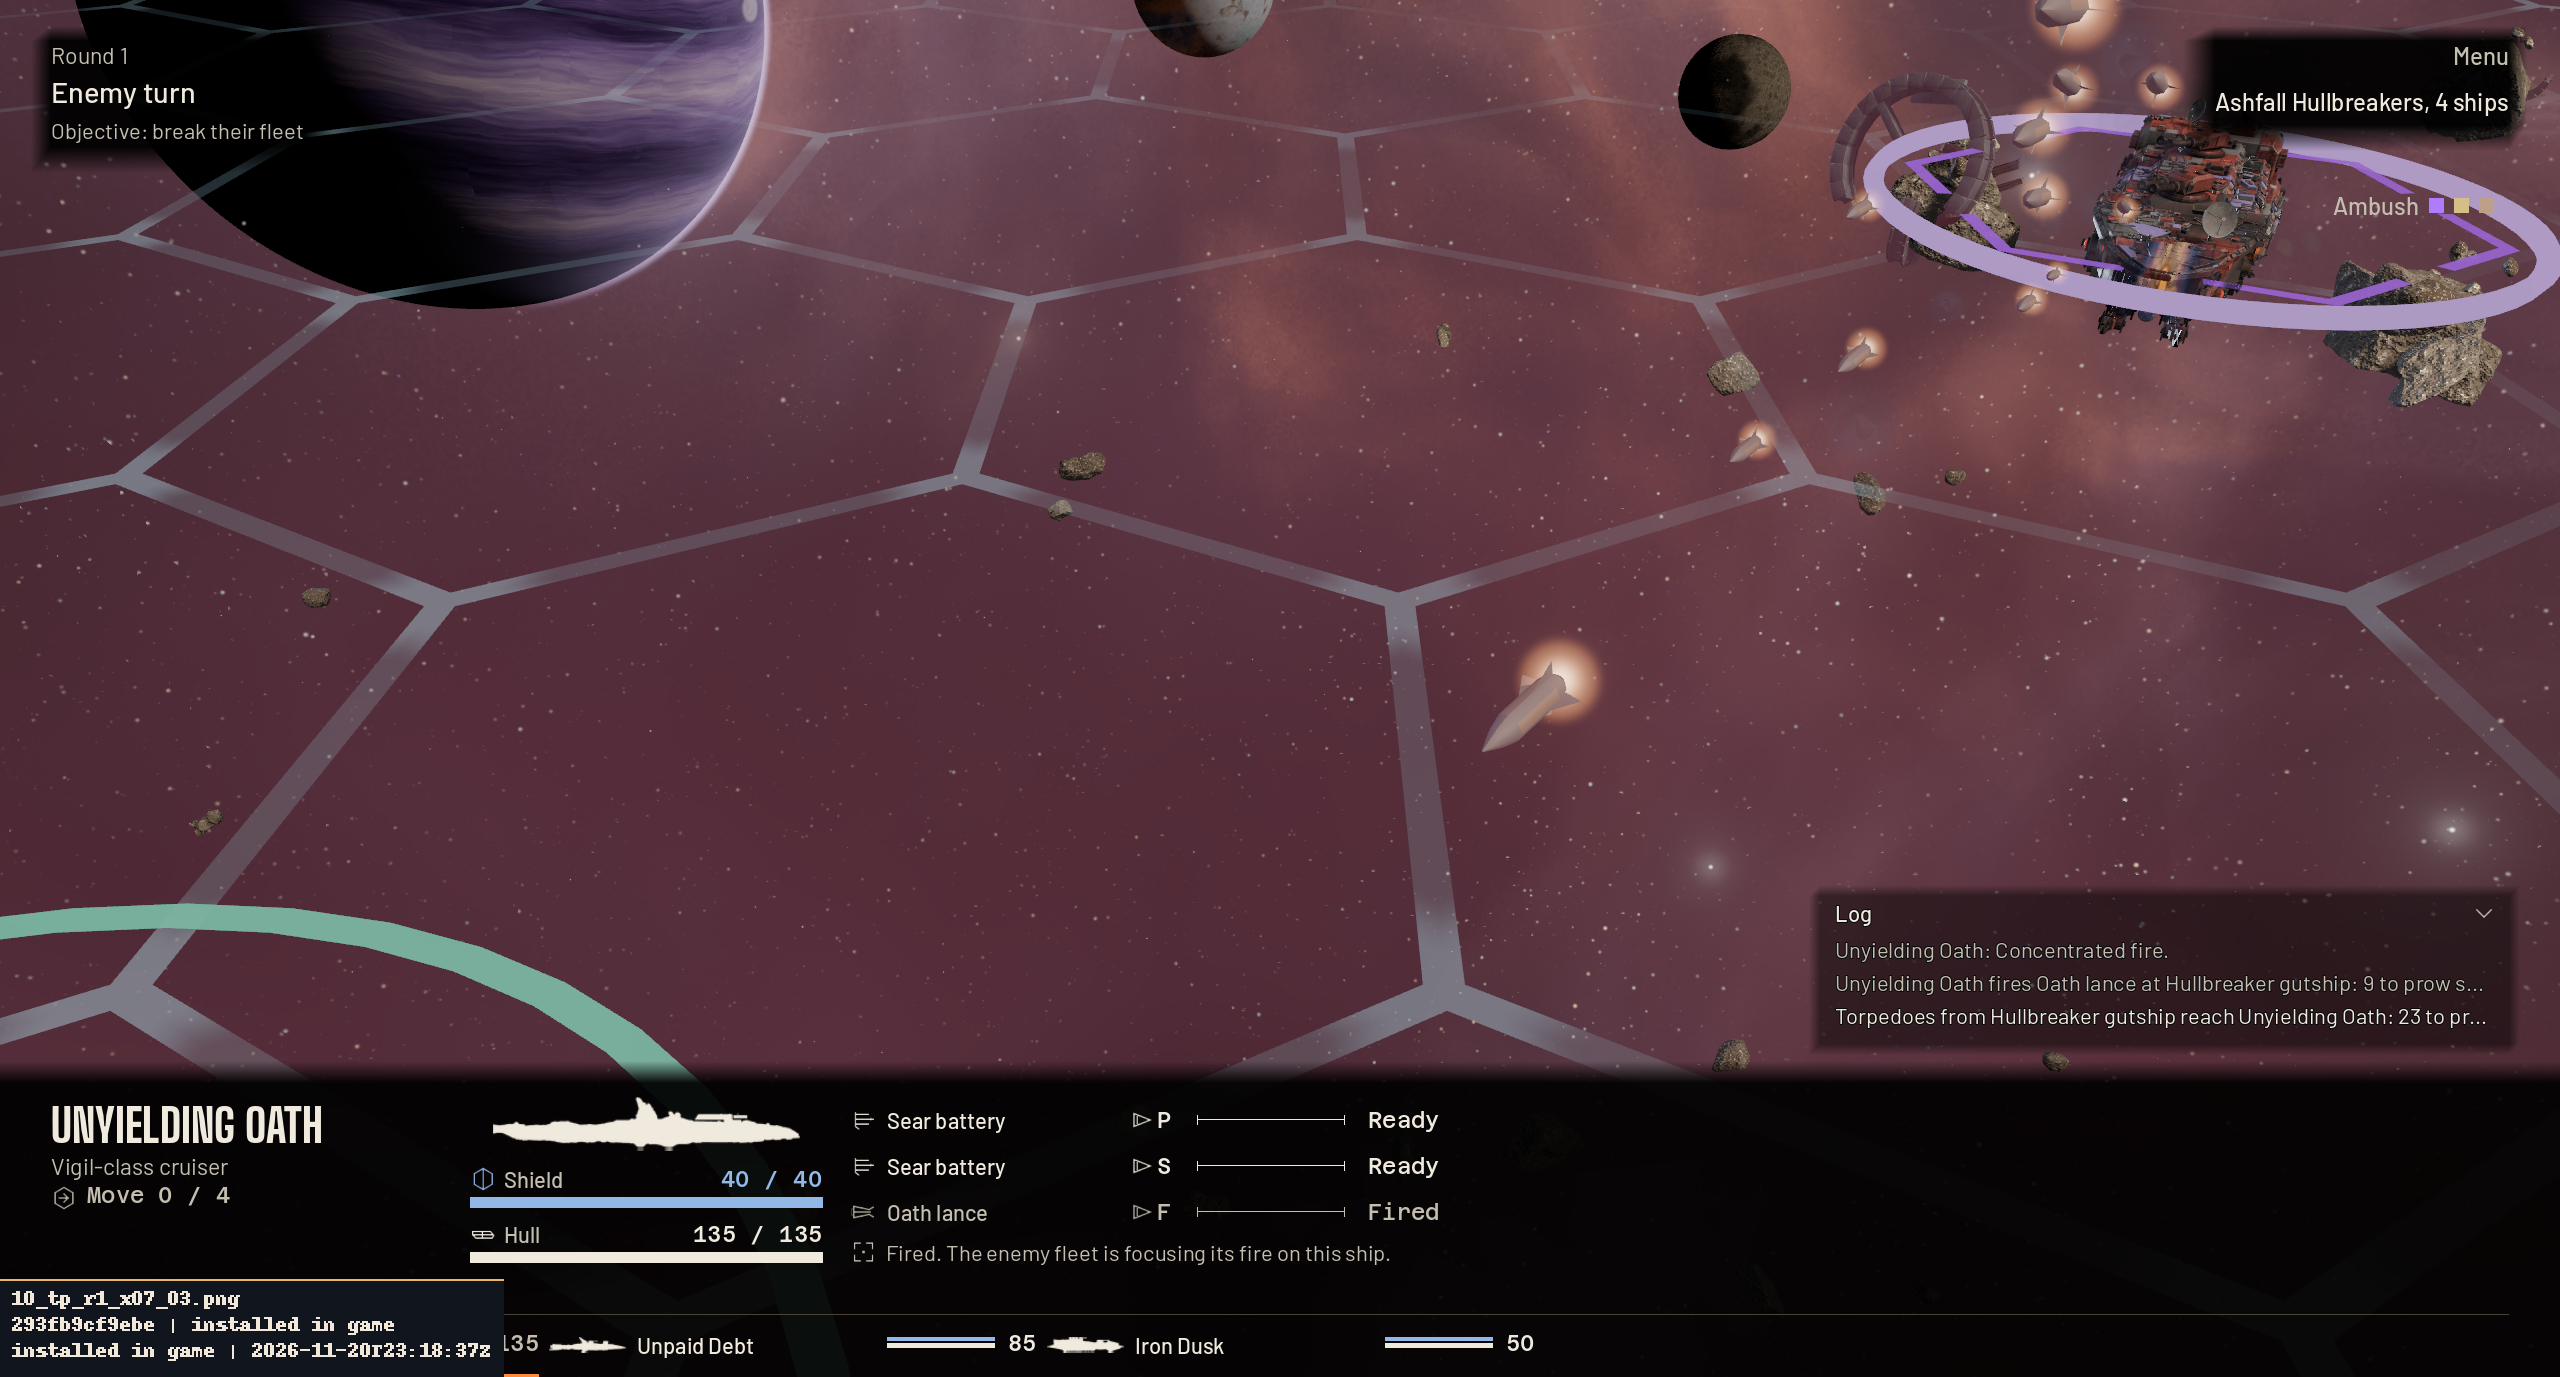 Round 1
Enemy turn
Objective: break their fleet
Menu
Ashfall Hullbreakers, 4 ships
Ambush
Log
Unyielding Oath: Concentrated fire.
Unyielding Oath fires Oath lance at Hullbreaker gutship: 9 to prow s...
Torpedoes from Hullbreaker gutship reach Unyielding Oath: 23 to pr...
UNYIELDING OATH
Vigil-class cruiser
Move 0 / 4
Shield 40 / 40
Hull 135 / 135
Sear battery P Ready
Sear battery S Ready
Oath lance F Fired
Fired. The enemy fleet is focusing its fire on this ship.
135 Unpaid Debt 85 Iron Dusk 50
10_tp_r1_x07_03.png
293fb9cf9ebe | installed in game
installed in game | 2026-11-20T23:18:37Z